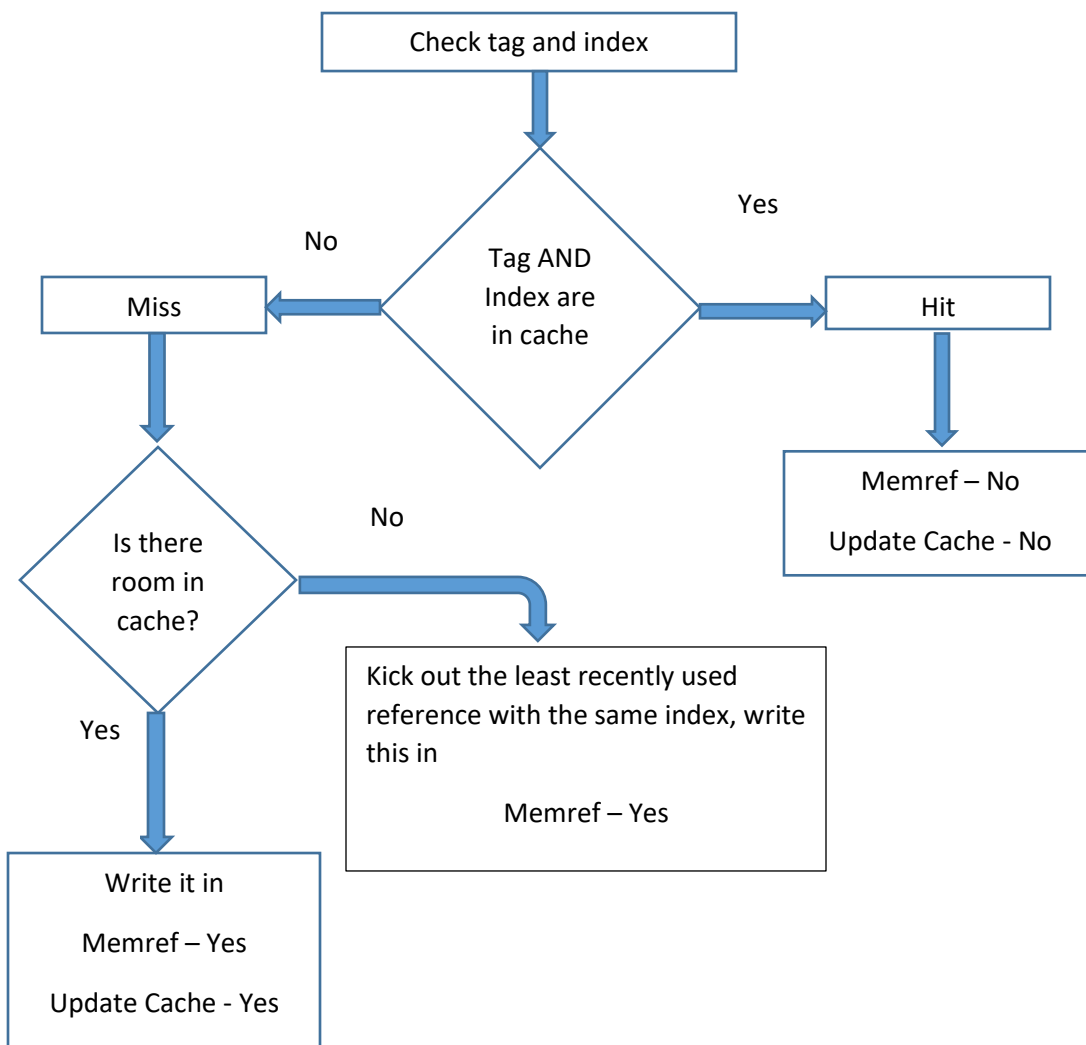 Check tag and index
Yes
No
Tag AND
Index are
in cache
Miss
Hit
Memref – No
Update Cache - No
No
Is there
room in
cache?
Kick out the least recently used
reference with the same index, write
this in
Memref – Yes
Yes
Write it in
Memref – Yes
Update Cache - Yes